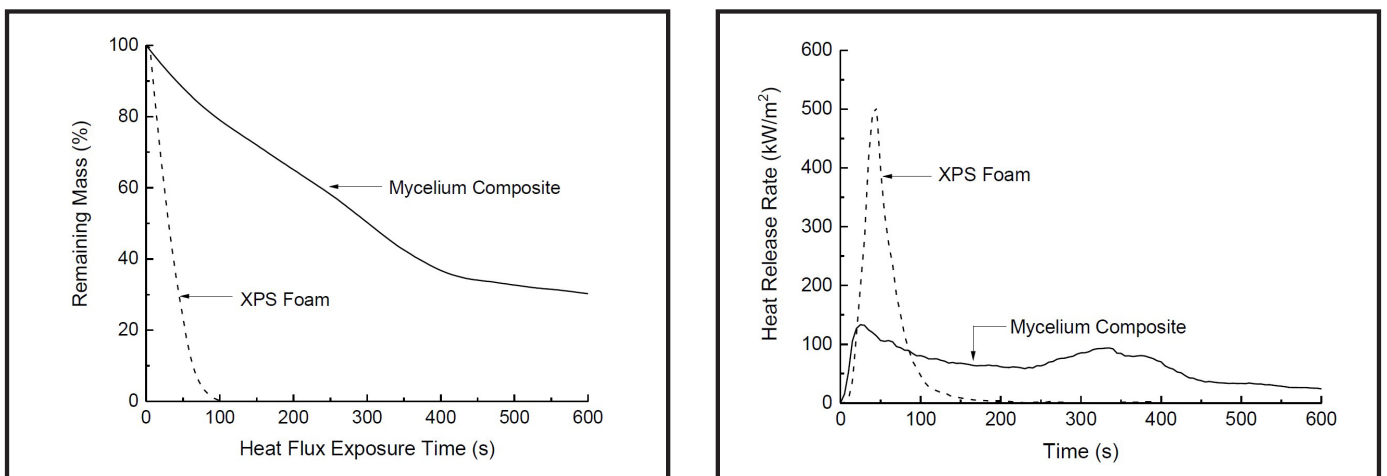 100
80
60
40
20
0
Remaining Mass (%)
Mycelium Composite
XPS Foam
0 100 200 300 400 500 600
Heat Flux Exposure Time (s)
600
500
400
300
200
100
0
Heat Release Rate (kW/m²)
XPS Foam
Mycelium Composite
0 100 200 300 400 500 600
Time (s)